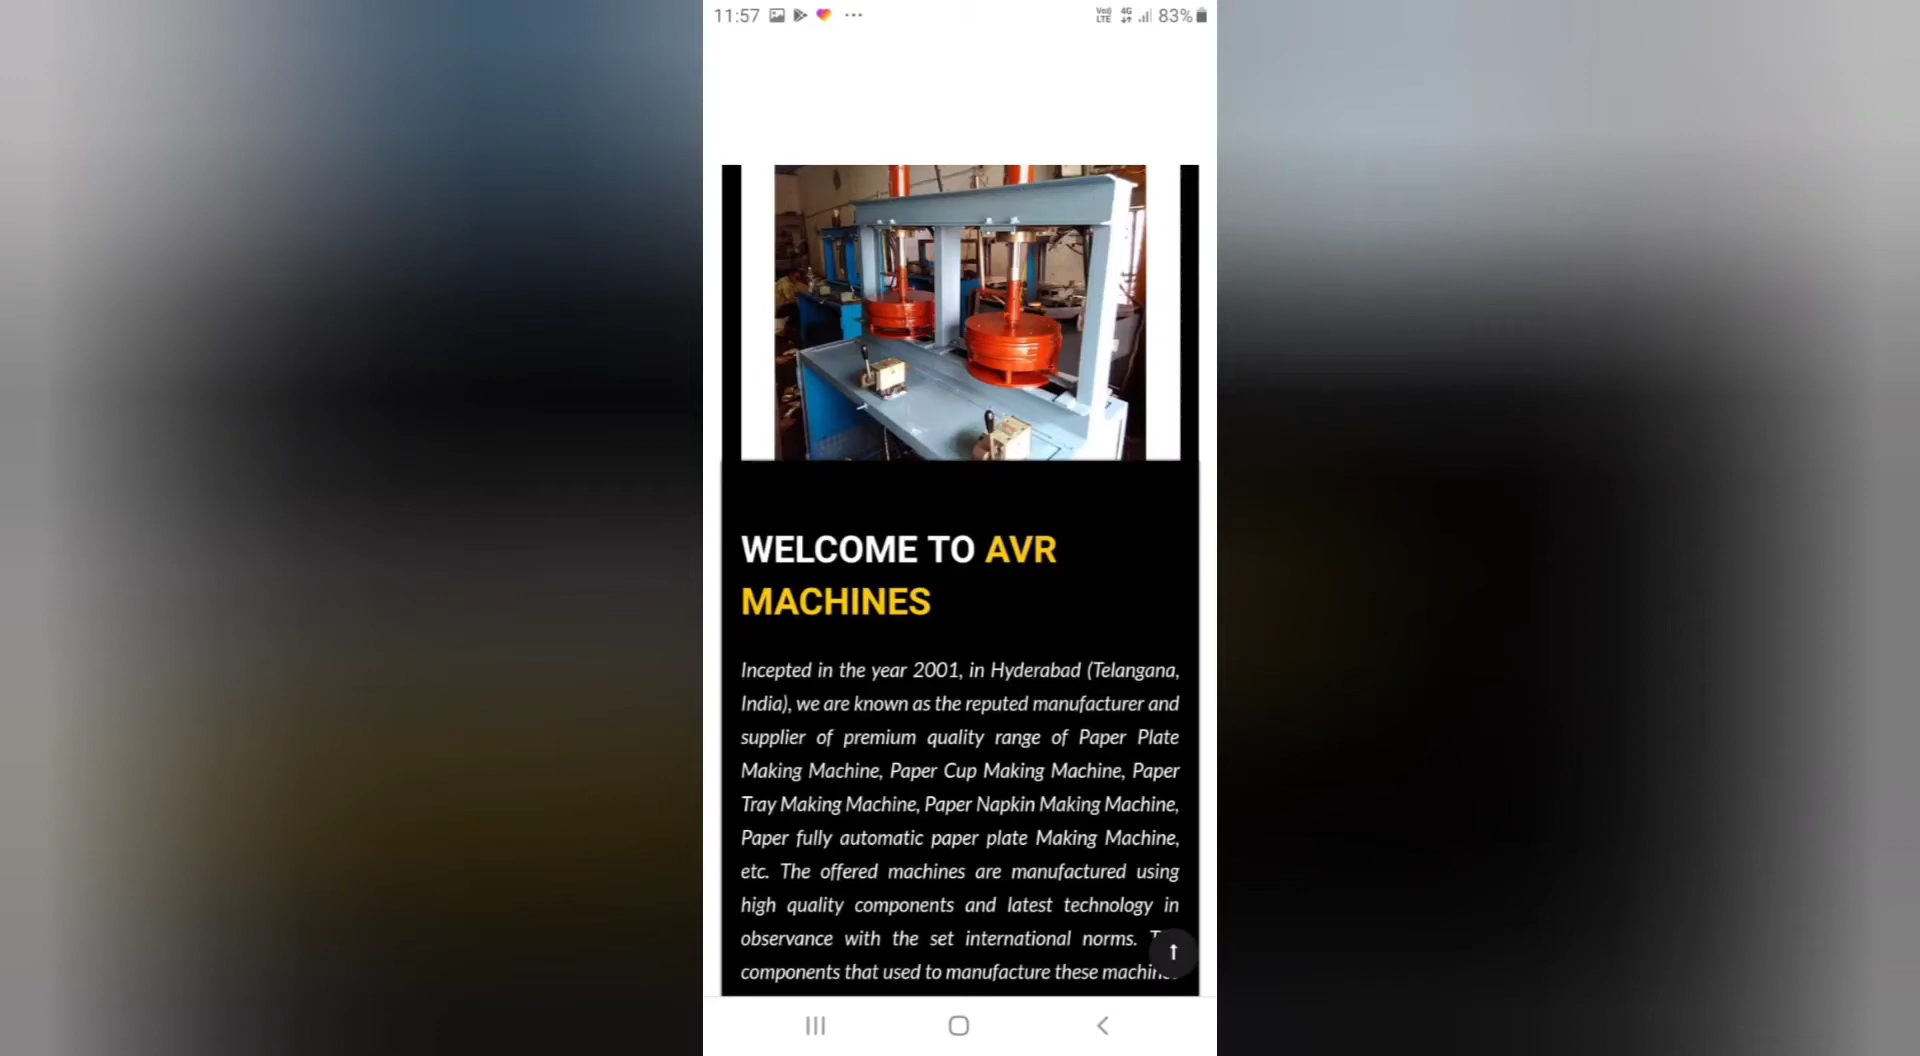 11:57
Vo)) LTE 4G 83%
WELCOME TO AVR
MACHINES
Incepted in the year 2001, in Hyderabad (Telangana,
India), we are known as the reputed manufacturer and
supplier of premium quality range of Paper Plate
Making Machine, Paper Cup Making Machine, Paper
Tray Making Machine, Paper Napkin Making Machine,
Paper fully automatic paper plate Making Machine,
etc. The offered machines are manufactured using
high quality components and latest technology in
observance with the set international norms.
components that used to manufacture these